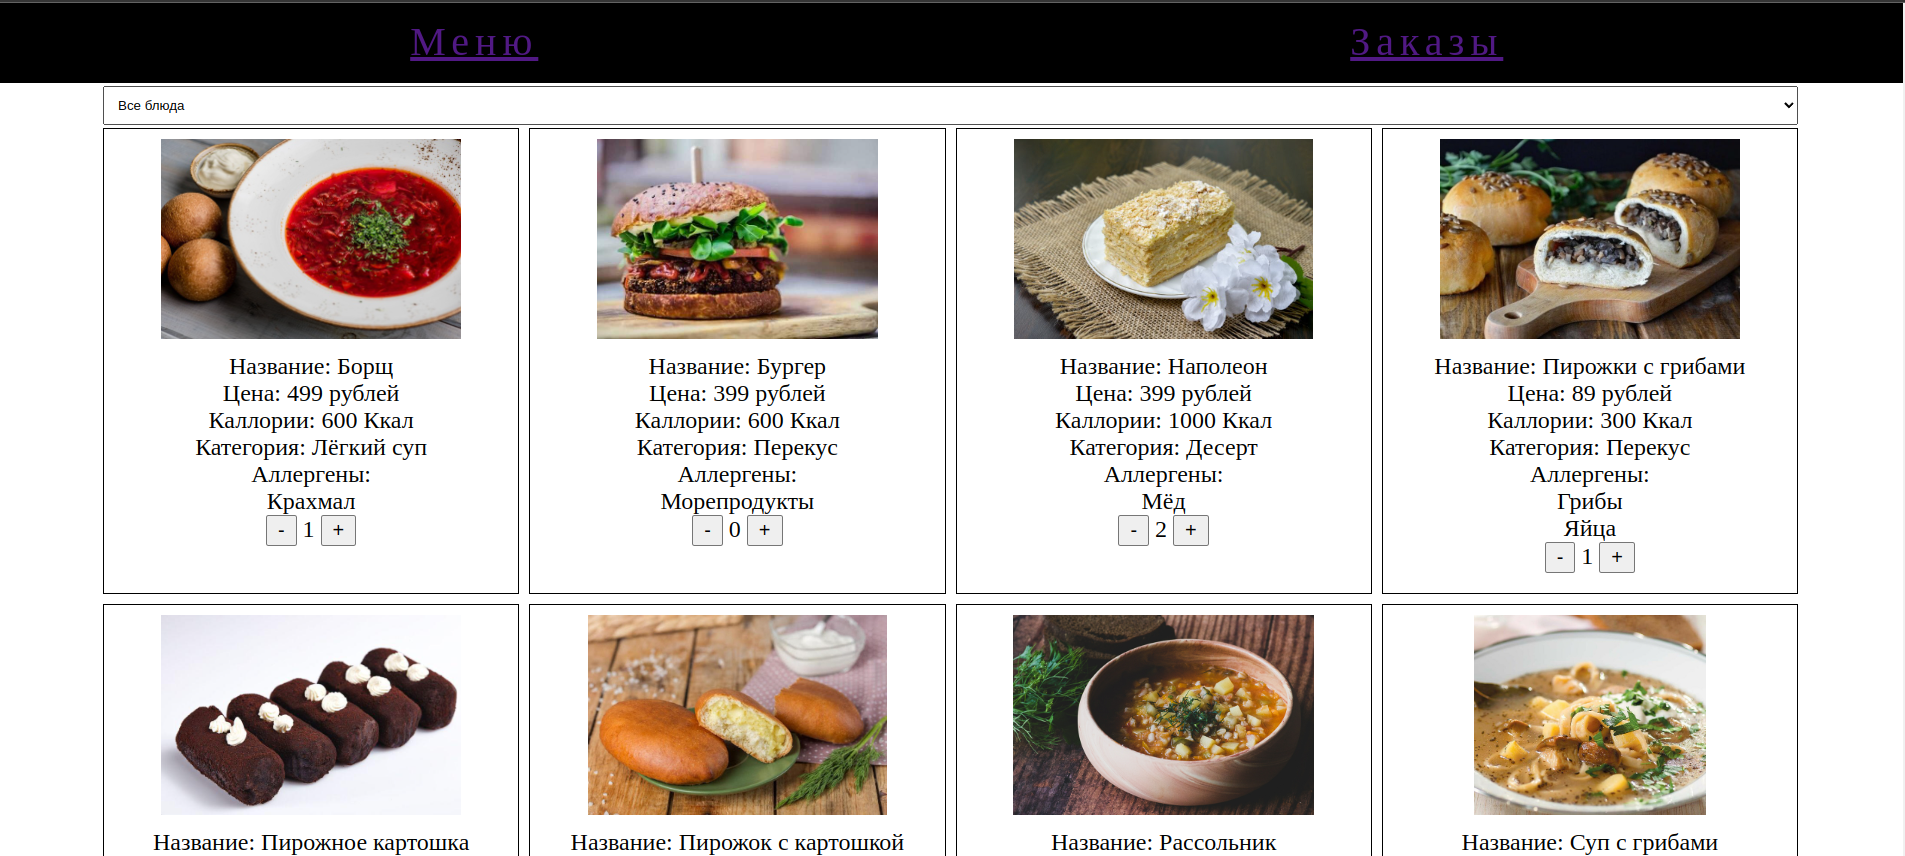 Меню Заказы
Все блюда
Название: Борщ
Цена: 499 рублей
Каллории: 600 Ккал
Категория: Лёгкий суп
Аллергены:
Крахмал
- 1 +
Название: Бургер
Цена: 399 рублей
Каллории: 600 Ккал
Категория: Перекус
Аллергены:
Морепродукты
- 0 +
Название: Наполеон
Цена: 399 рублей
Каллории: 1000 Ккал
Категория: Десерт
Аллергены:
Мёд
- 2 +
Название: Пирожки с грибами
Цена: 89 рублей
Каллории: 300 Ккал
Категория: Перекус
Аллергены:
Грибы
Яйца
- 1 +
Название: Пирожное картошка
Название: Пирожок с картошкой
Название: Рассольник
Название: Суп с грибами